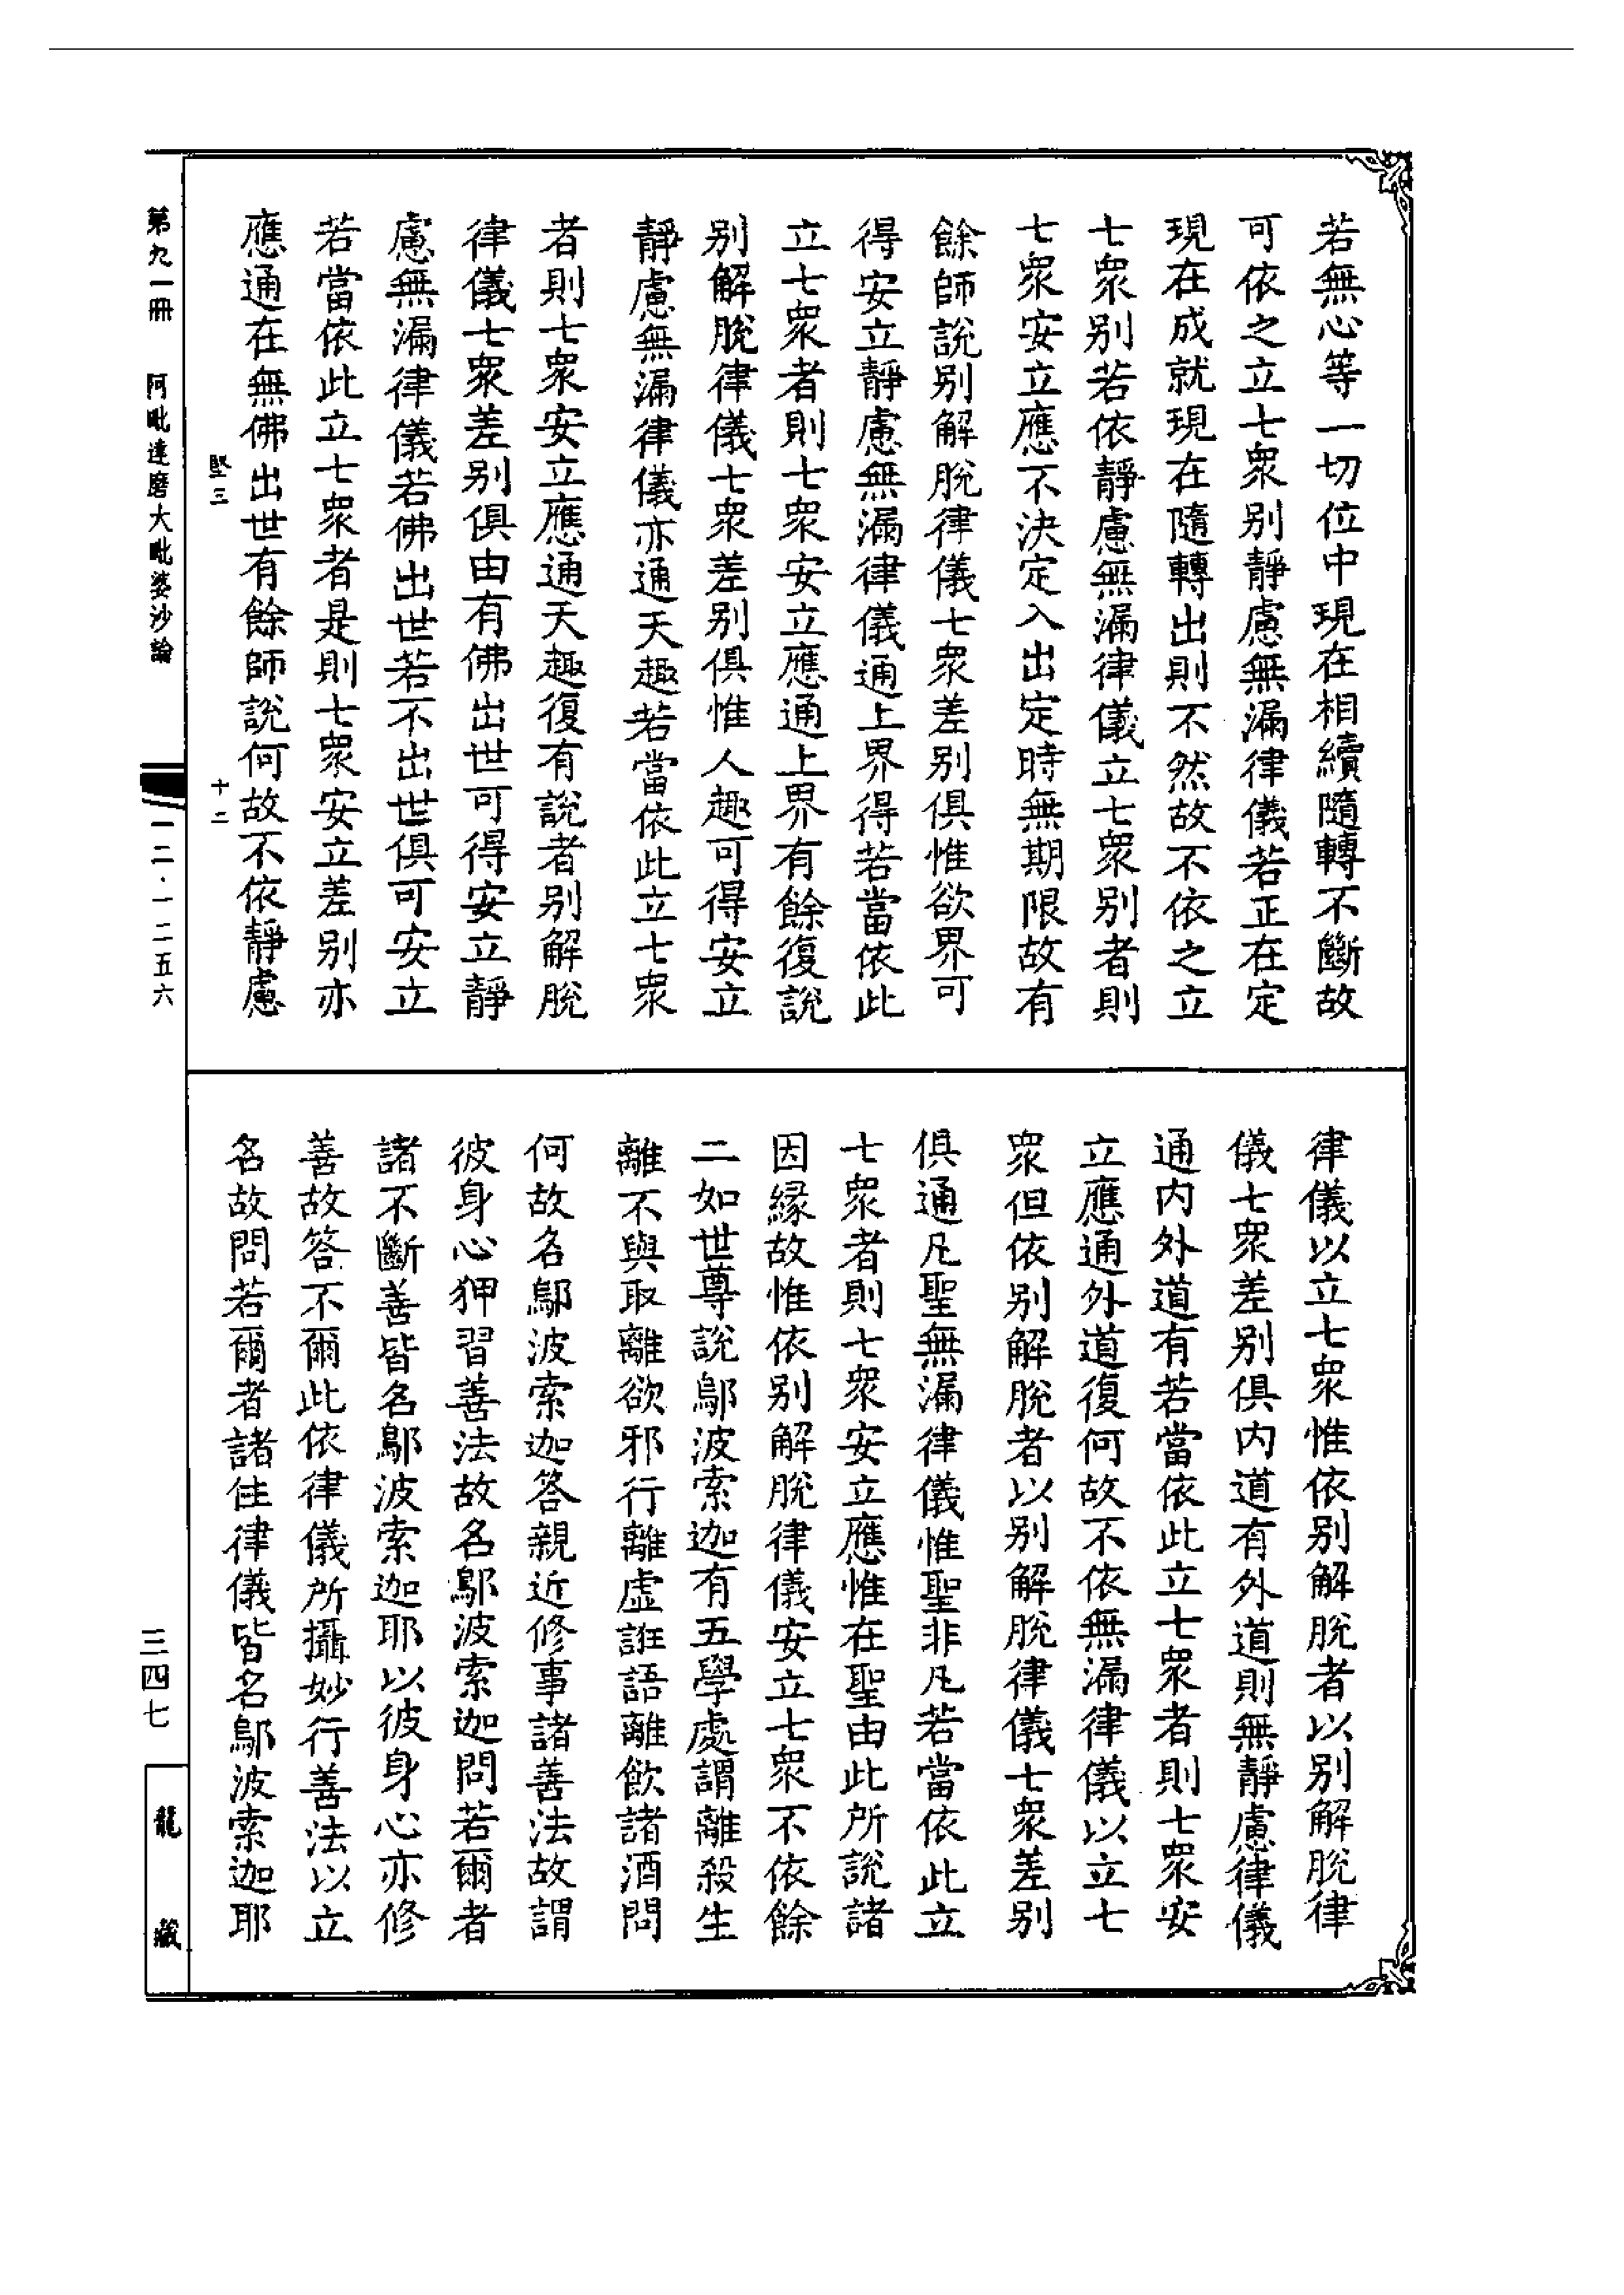 若無心等一切位中現在相續隨轉不斷故
可依之立七衆別靜慮無漏律儀若正在定
現在成就現在隨轉出則不然故不依之立
七衆別若依靜慮無漏律儀立七衆別者則
七衆安立應不決定入出定時無期限故有
餘師説別解脱律儀七衆差別俱惟欲界可
得安立靜慮無漏律儀通上界得若當依此
立七衆者則七衆安立應通上界有餘復説
別解脱律儀七衆差別俱惟人趣可得安立
靜慮無漏律儀亦通天趣若當依此立七衆
者則七衆安立應通天趣復有説者別解脱
律儀七衆差別俱由有佛出世可得安立靜
慮無漏律儀若佛出世若不出世俱可安立
若當依此立七衆者是則七衆安立差別亦
應通在無佛出世有餘師説何故不依靜慮
堅三 十二
律儀以立七衆惟依別解脱者以別解脱律
儀七衆差別俱内道有外道則無靜慮律儀
通内外道有若當依此立七衆者則七衆安
立應通外道復何故不依無漏律儀以立七
衆但依別解脱者以別解脱律儀七衆差別
俱通凡聖無漏律儀惟聖非凡若當依此立
七衆者則七衆安立應惟在聖由此所説諸
因縁故惟依別解脱律儀安立七衆不依餘
二如世尊説鄔波索迦有五學處謂離殺生
離不與取離欲邪行離虚誑語離飲諸酒問
何故名鄔波索迦答親近修事諸善法故謂
彼身心狎習善法故名鄔波索迦問若爾者
諸不斷善皆名鄔波索迦耶以彼身心亦修
善故答不爾此依律儀所攝妙行善法以立
名故問若爾者諸住律儀皆名鄔波索迦耶
第九一冊 阿毗達磨大毗婆沙論 一二·一二五六 三四七 龍藏